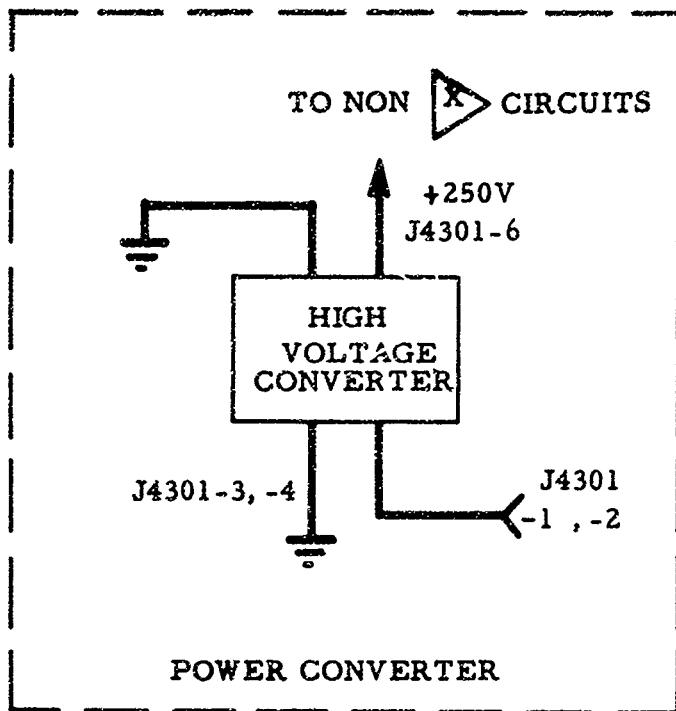 TO NON X CIRCUITS
+250V
J4301-6
HIGH
VOLTAGE
CONVERTER
J4301-3, -4
J4301
-1 , -2
POWER CONVERTER